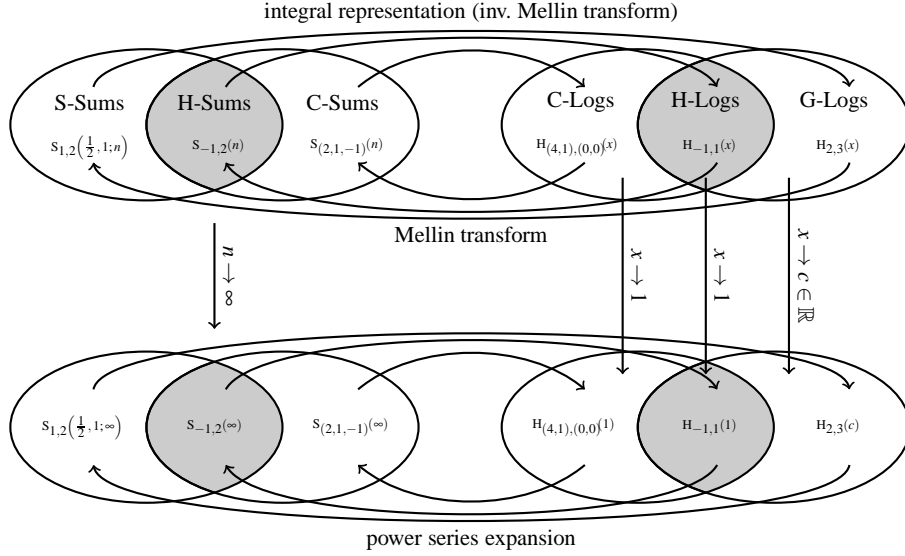 integral representation (inv. Mellin transform)
S-Sums H-Sums C-Sums C-Logs H-Logs G-Logs
S₁,₂(½,1;n) S₋₁,₂(n) S₍₂,₁,₋₁₎(n) H₍₄,₁₎,₍₀,₀₎(x) H₋₁,₁(x) H₂,₃(x)
Mellin transform
n → ∞
x → 1
x → 1
x → c ∈ ℝ
S₁,₂(½,1;∞) S₋₁,₂(∞) S₍₂,₁,₋₁₎(∞) H₍₄,₁₎,₍₀,₀₎(1) H₋₁,₁(1) H₂,₃(c)
power series expansion